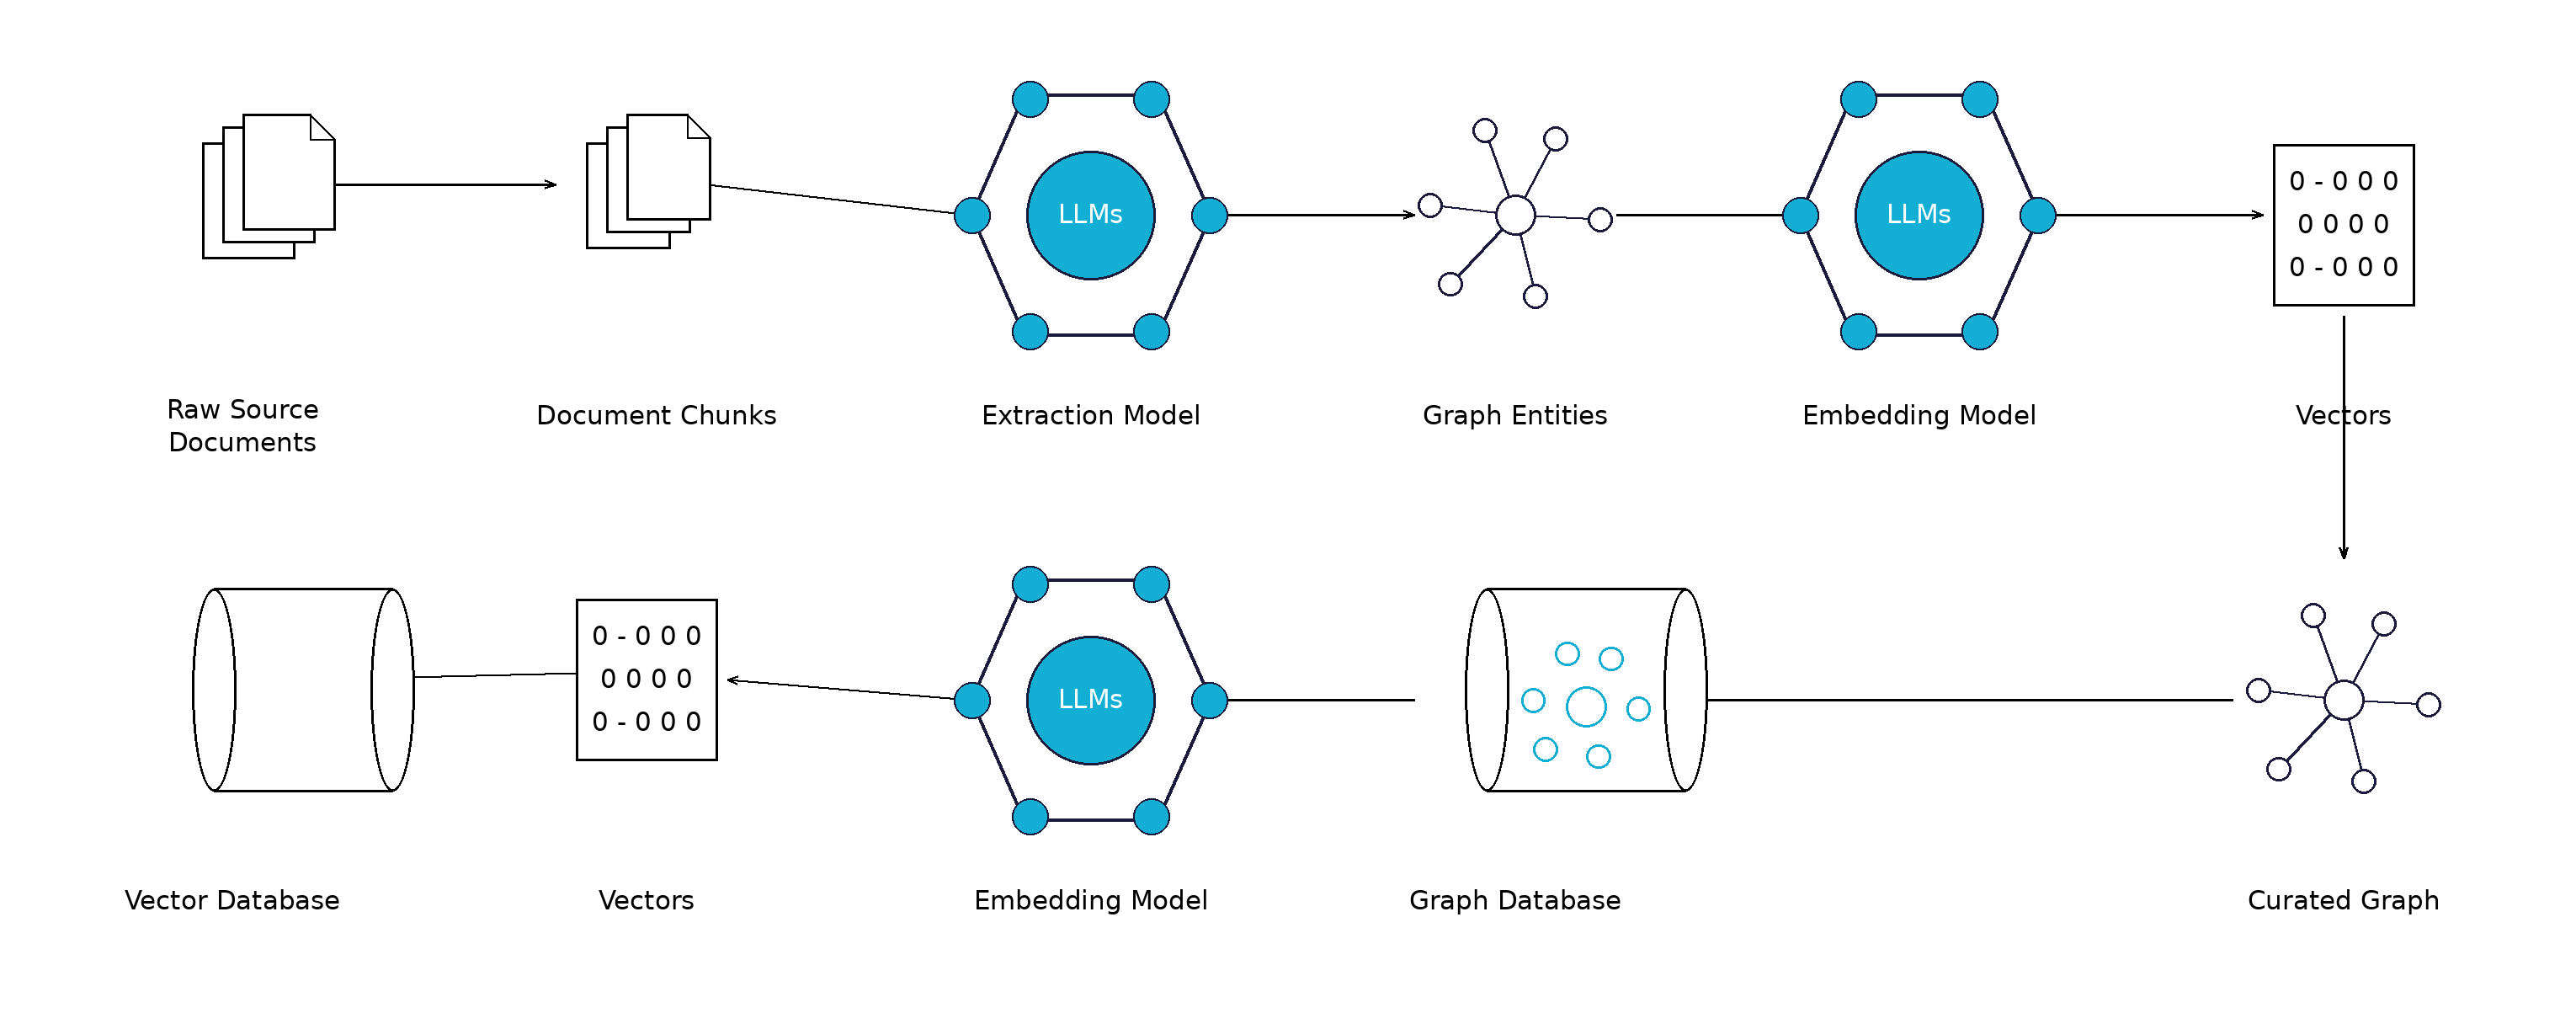 LLMs
LLMs
0 - 0 0 0
0 0 0 0
0 - 0 0 0
Raw Source
Documents
Document Chunks
Extraction Model
Graph Entities
Embedding Model
Vectors
0 - 0 0 0
0 0 0 0
0 - 0 0 0
LLMs
Vector Database
Vectors
Embedding Model
Graph Database
Curated Graph